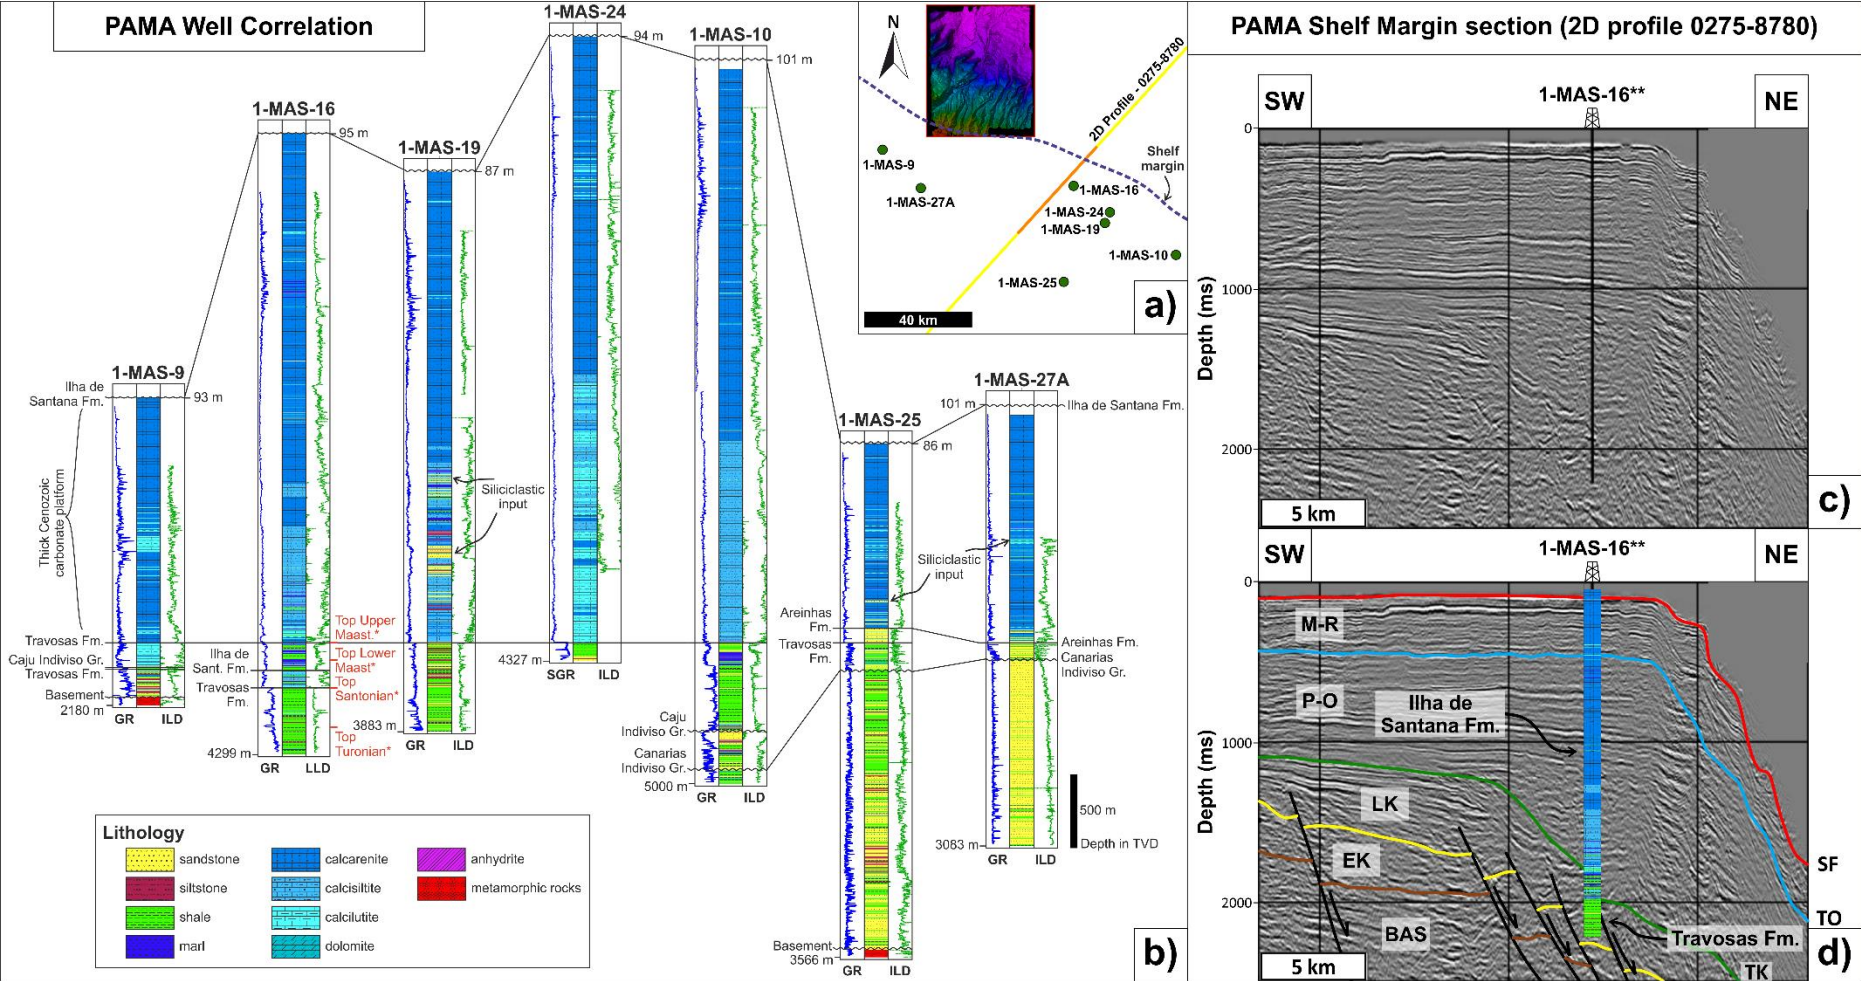 PAMA Well Correlation
1-MAS-9
Ilha de
Santana Fm.
93 m
Thick Cenozoic
carbonate platform
Travosas Fm.
Caju Indiviso Gr.
Travosas Fm.
Basement
2180 m
GR
ILD
1-MAS-16
95 m
Top Upper
Maast.*
Top Lower
Maast*
Top
Santonian*
Top
Turonian*
Ilha de
Sant. Fm.
Travosas
Fm.
4299 m
GR
LLD
1-MAS-19
87 m
Siliciclastic
input
3883 m
GR
ILD
1-MAS-24
94 m
4327 m
SGR
ILD
1-MAS-10
101 m
Caju
Indiviso Gr.
Canarias
Indiviso Gr.
5000 m
GR
ILD
1-MAS-25
86 m
Siliciclastic
input
Areinhas
Fm.
Travosas
Fm.
Basement
3566 m
GR
ILD
1-MAS-27A
101 m
Ilha de Santana Fm.
Areinhas Fm.
Canarias
Indiviso Gr.
500 m
Depth in TVD
3083 m
GR
ILD
Lithology
sandstone
siltstone
shale
marl
calcarenite
calcisiltite
calcilutite
dolomite
anhydrite
metamorphic rocks
b)
N
2D Profile - 0275-8780
Shelf
margin
1-MAS-9
1-MAS-27A
1-MAS-16
1-MAS-24
1-MAS-19
1-MAS-10
1-MAS-25
40 km
a)
PAMA Shelf Margin section (2D profile 0275-8780)
SW
1-MAS-16**
NE
0
1000
2000
Depth (ms)
5 km
c)
SW
1-MAS-16**
NE
0
1000
2000
Depth (ms)
M-R
P-O
Ilha de
Santana Fm.
LK
EK
BAS
Travosas Fm.
SF
TO
TK
5 km
d)